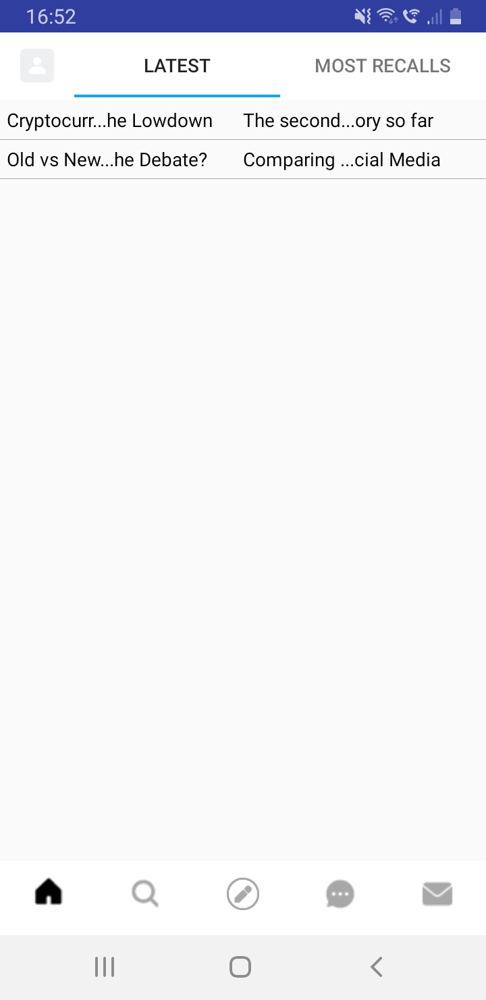 16:52
LATEST MOST RECALLS
Cryptocurr...he Lowdown The second...ory so far
Old vs New...he Debate? Comparing ...cial Media